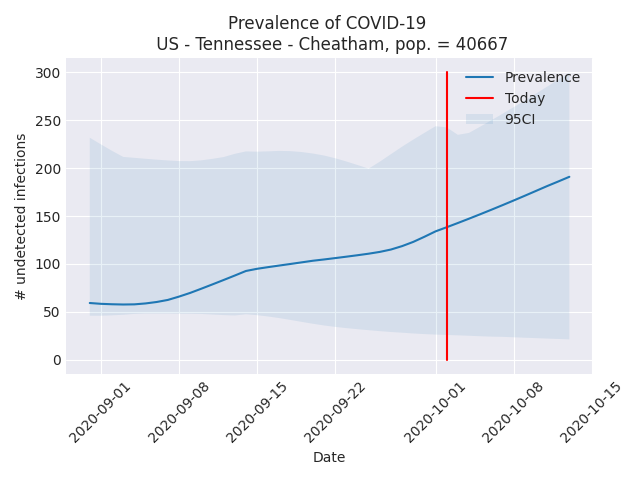 Prevalence of COVID-19
US - Tennessee - Cheatham, pop. = 40667
300
250
200
150
100
50
0
# undetected infections
Prevalence
Today
95CI
2020-09-01
2020-09-08
2020-09-15
2020-09-22
2020-10-01
2020-10-08
2020-10-15
Date